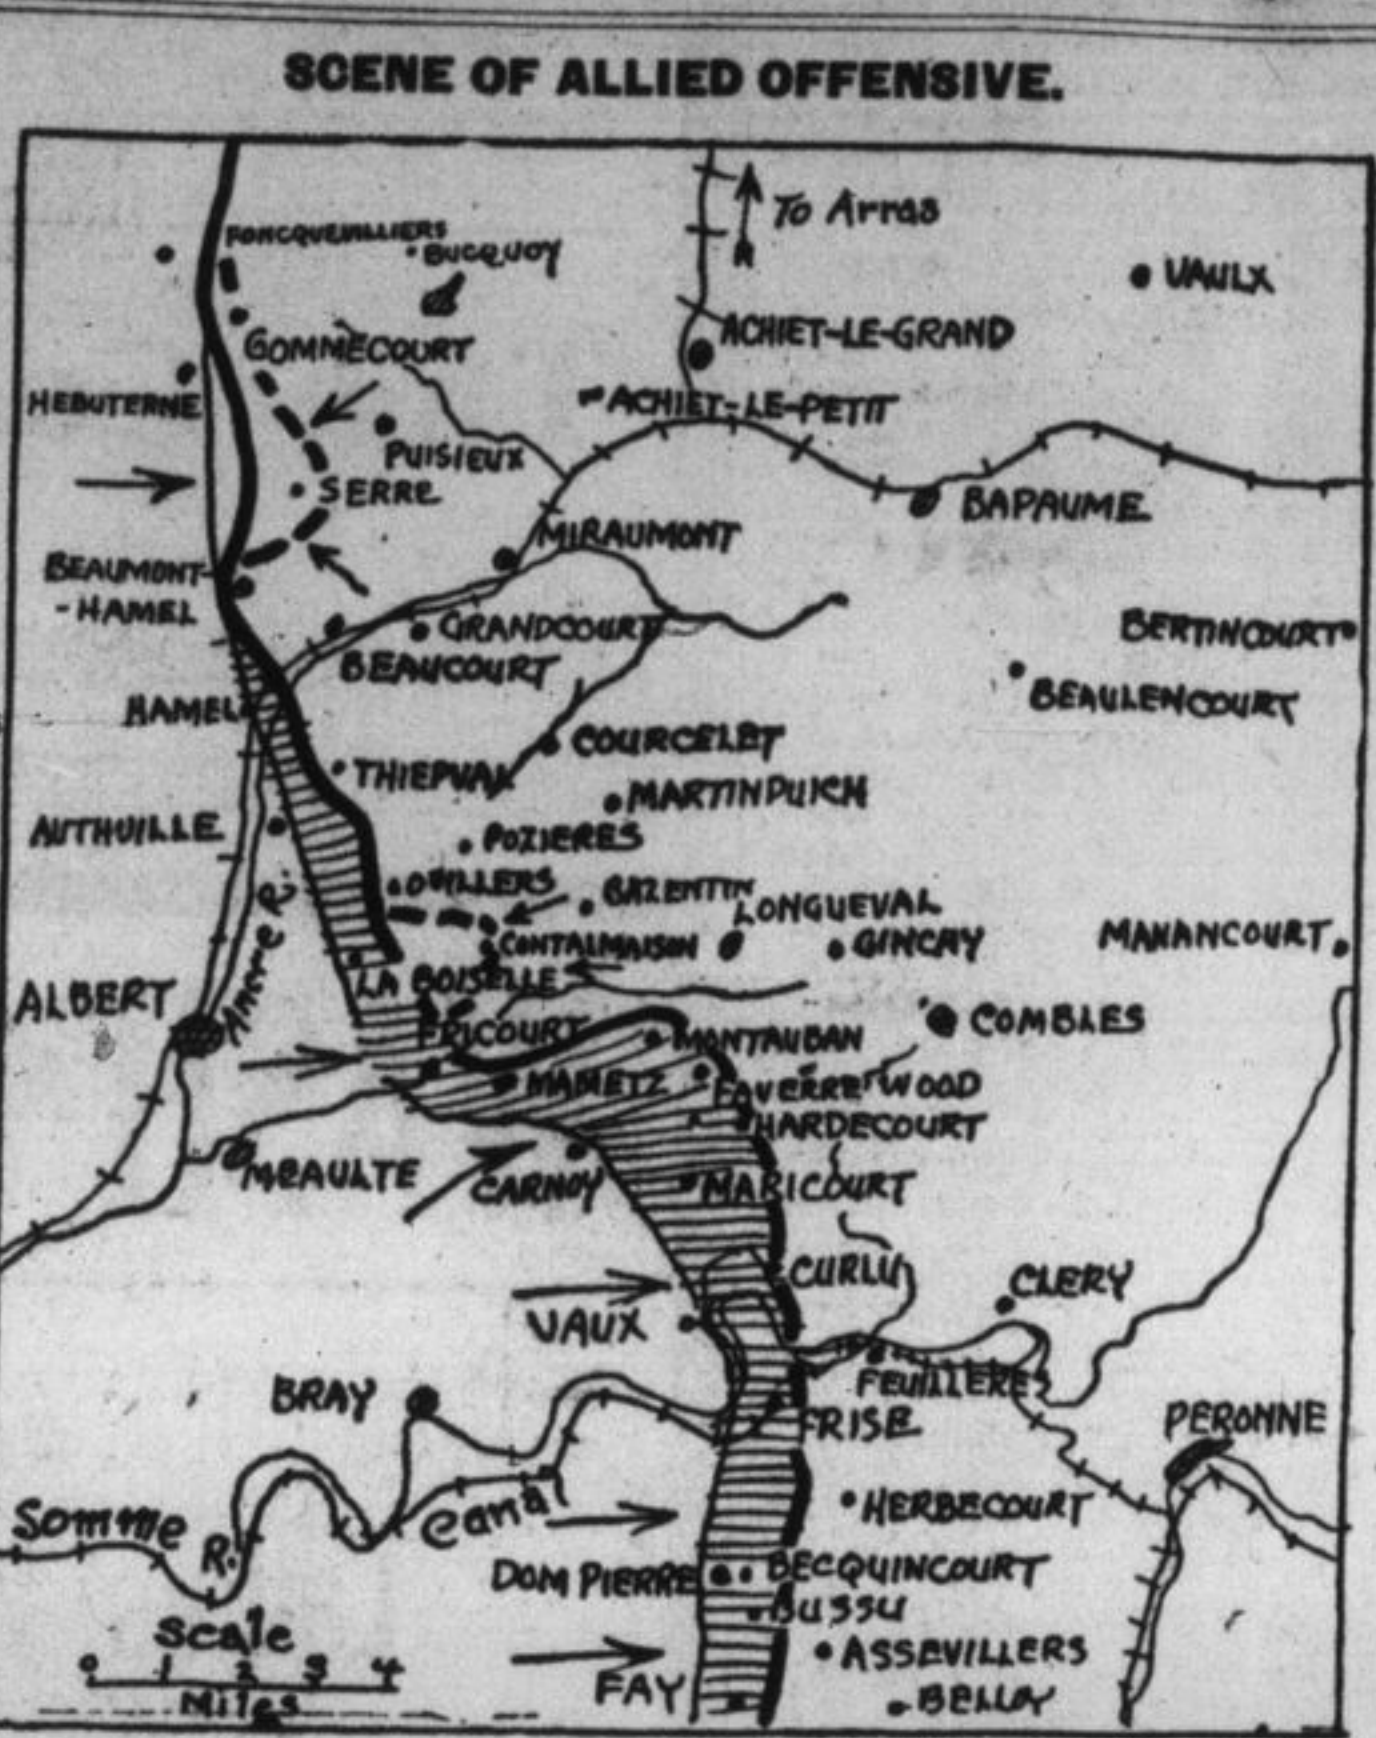 SCENE OF ALLIED OFFENSIVE.
To Arras
FONCQUEVILLIERS
BUCQUOY
VAULX
ACHIET-LE-GRAND
GOMMECOURT
HEBUTERNE
ACHIET-LE-PETIT
PUISIEUX
SERRE
BAPAUME
MIRAUMONT
BEAUMONT-
-HAMEL
GRANDCOURT
BERTINCOURT
BEAUCOURT
BEAULENCOURT
HAMEL
COURCELET
THIEPVAL
MARTINPUICH
AUTHUILLE
POZIERES
OVILLERS
BAZENTIN
LONGUEVAL
CONTALMAISON
GINCAY
MANANCOURT
LA BOISELLE
ALBERT
Ancre R.
COMBLES
FRICOURT
MONTAUBAN
MAMETZ
FAVERRET WOOD
HARDECOURT
MEAULTE
CARNOY
MARICOURT
CURLU
CLERY
VAUX
FEUILLERES
BRAY
FRISE
PERONNE
HERBECOURT
Somme
R.
Canal
DOM PIERRE
BECQUINCOURT
BUSSU
Scale
0 1 2 3 4
Miles
ASSEVILLERS
FAY
BELLOY